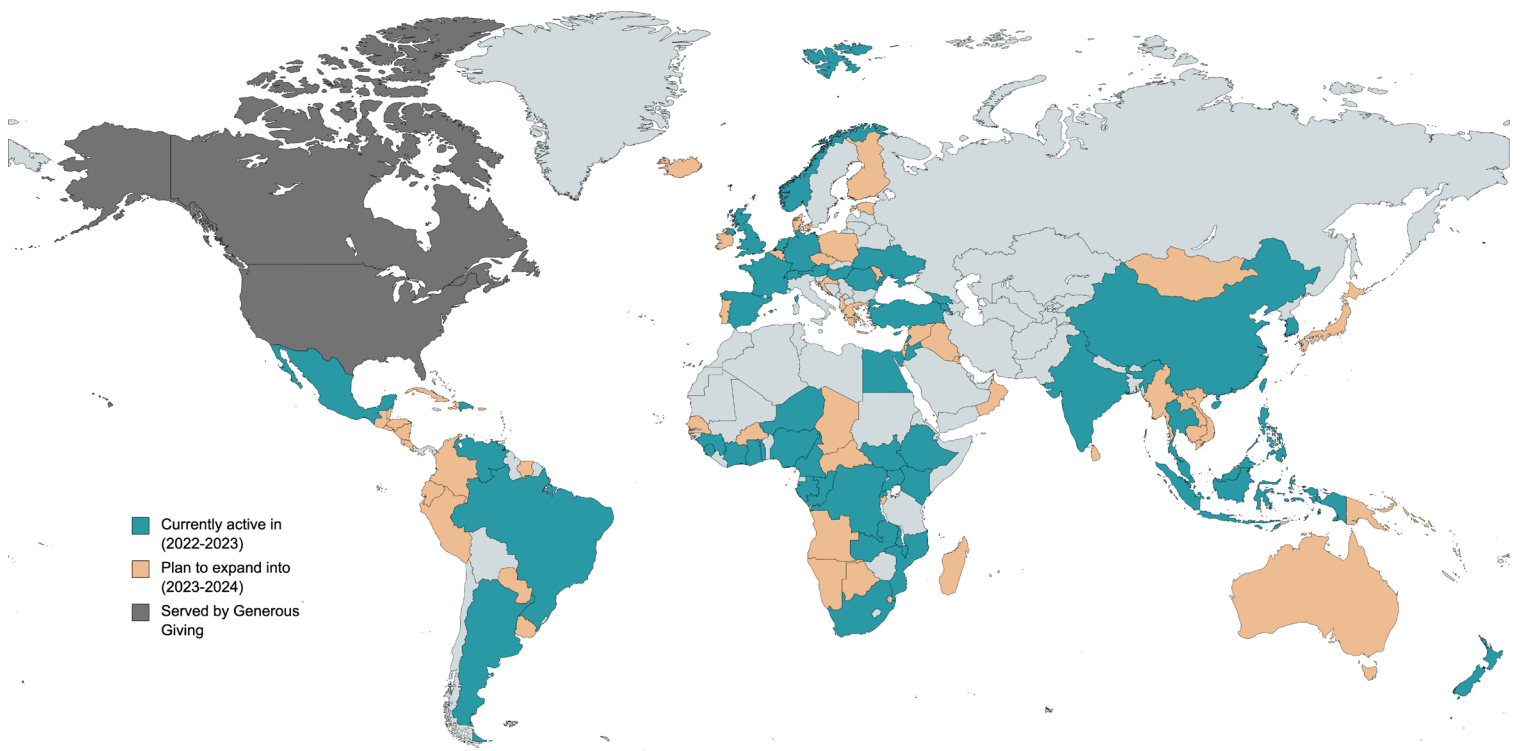 Currently active in
(2022-2023)
Plan to expand into
(2023-2024)
Served by Generous
Giving